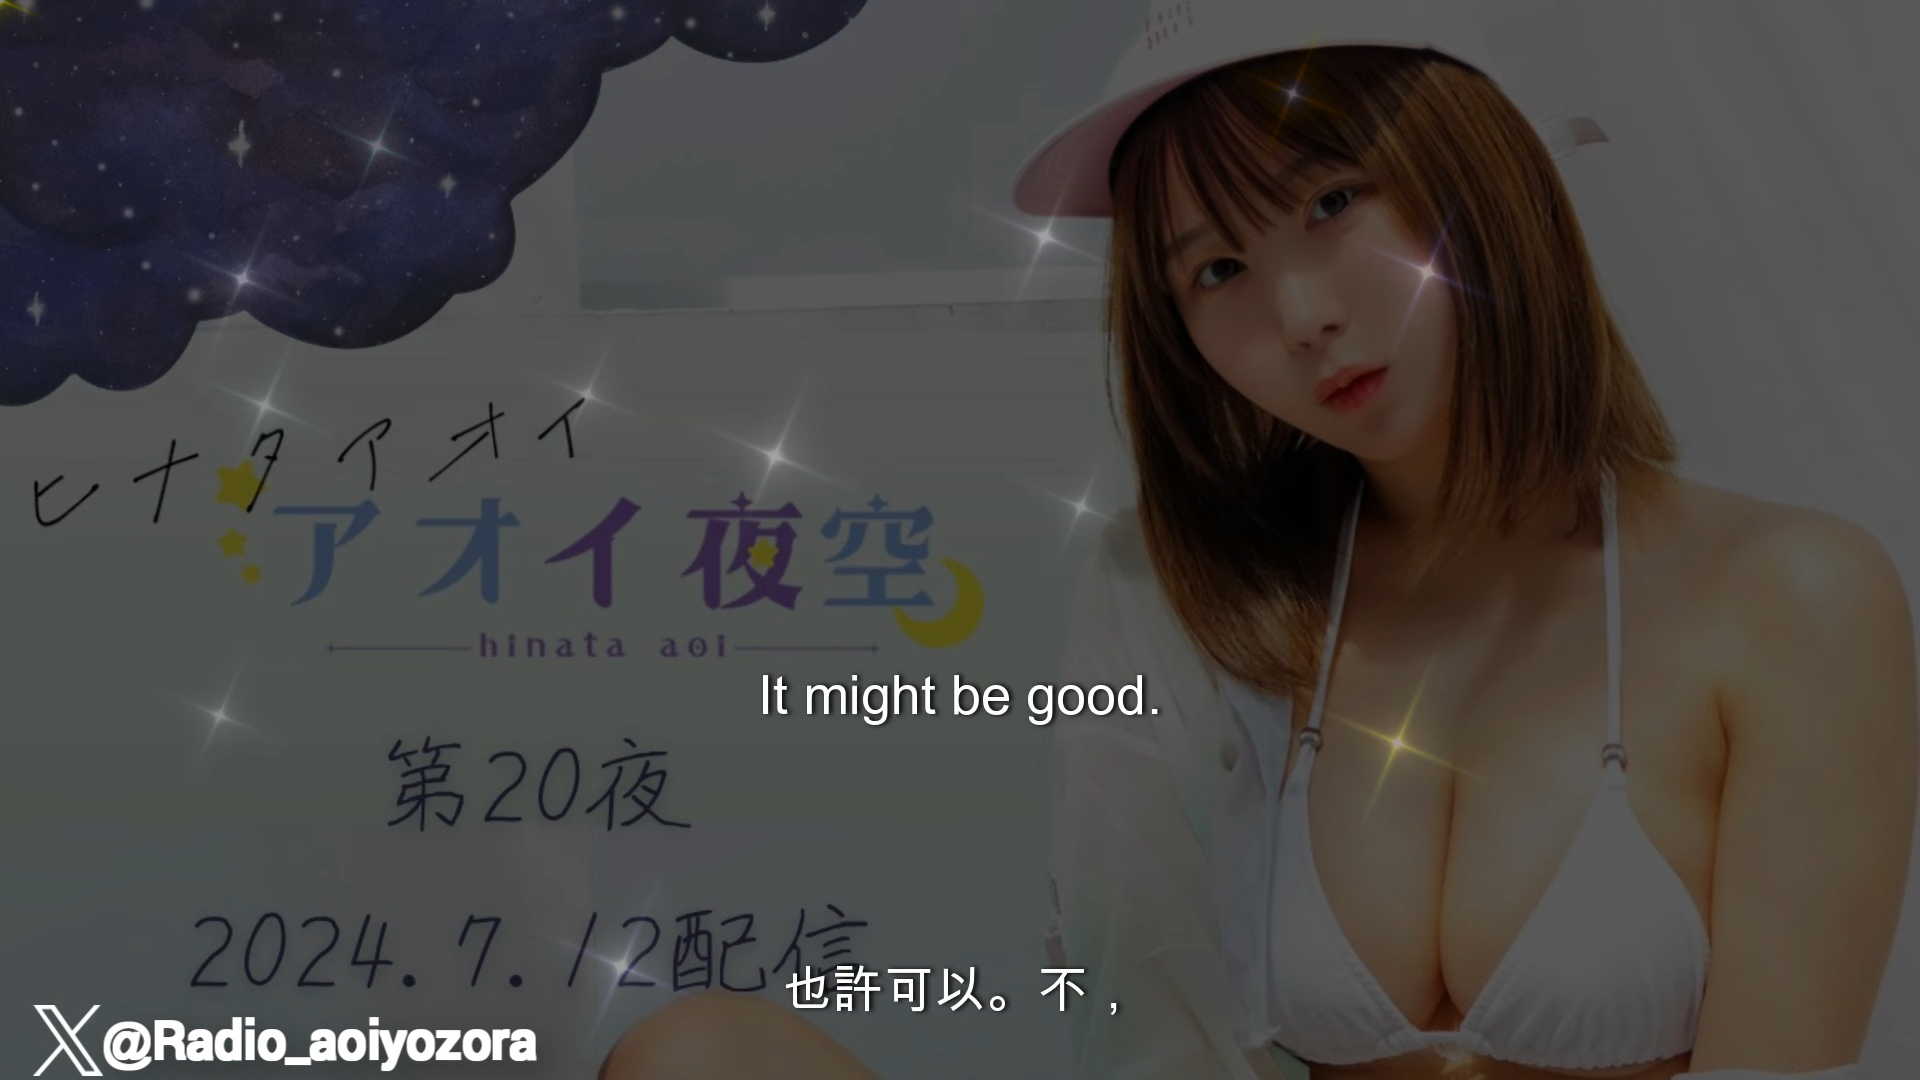 ヒナタアオイ
アオイ夜空
hinata aoi
It might be good.
第20夜
2024.7.12配信
也許可以。不，
X@Radio_aoiyozora